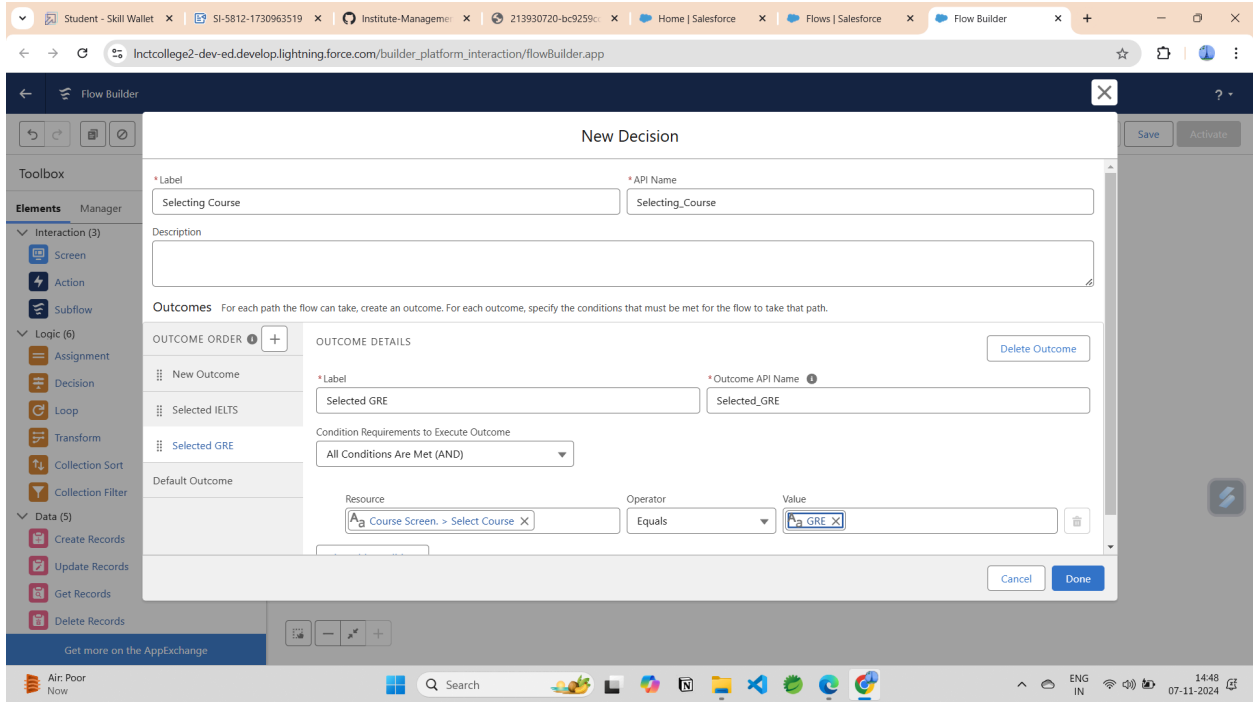 Student - Skill Wallet
SI-5812-1730963519
Institute-Managemer
213930720-bc9259c
Home | Salesforce
Flows | Salesforce
Flow Builder
lnctcollege2-dev-ed.develop.lightning.force.com/builder_platform_interaction/flowBuilder.app
Flow Builder
?
New Decision
Save
Activate
Toolbox
Elements
Manager
Interaction (3)
Screen
Action
Subflow
Logic (6)
Assignment
Decision
Loop
Transform
Collection Sort
Collection Filter
Data (5)
Create Records
Update Records
Get Records
Delete Records
Get more on the AppExchange
*Label
*API Name
Selecting Course
Selecting_Course
Description
Outcomes For each path the flow can take, create an outcome. For each outcome, specify the conditions that must be met for the flow to take that path.
OUTCOME ORDER
New Outcome
Selected IELTS
Selected GRE
Default Outcome
OUTCOME DETAILS
Delete Outcome
*Label
*Outcome API Name
Selected GRE
Selected_GRE
Condition Requirements to Execute Outcome
All Conditions Are Met (AND)
Resource
Operator
Value
Aa Course Screen. > Select Course
Equals
Aa GRE
Cancel
Done
Air: Poor
Now
Search
ENG
IN
14:48
07-11-2024